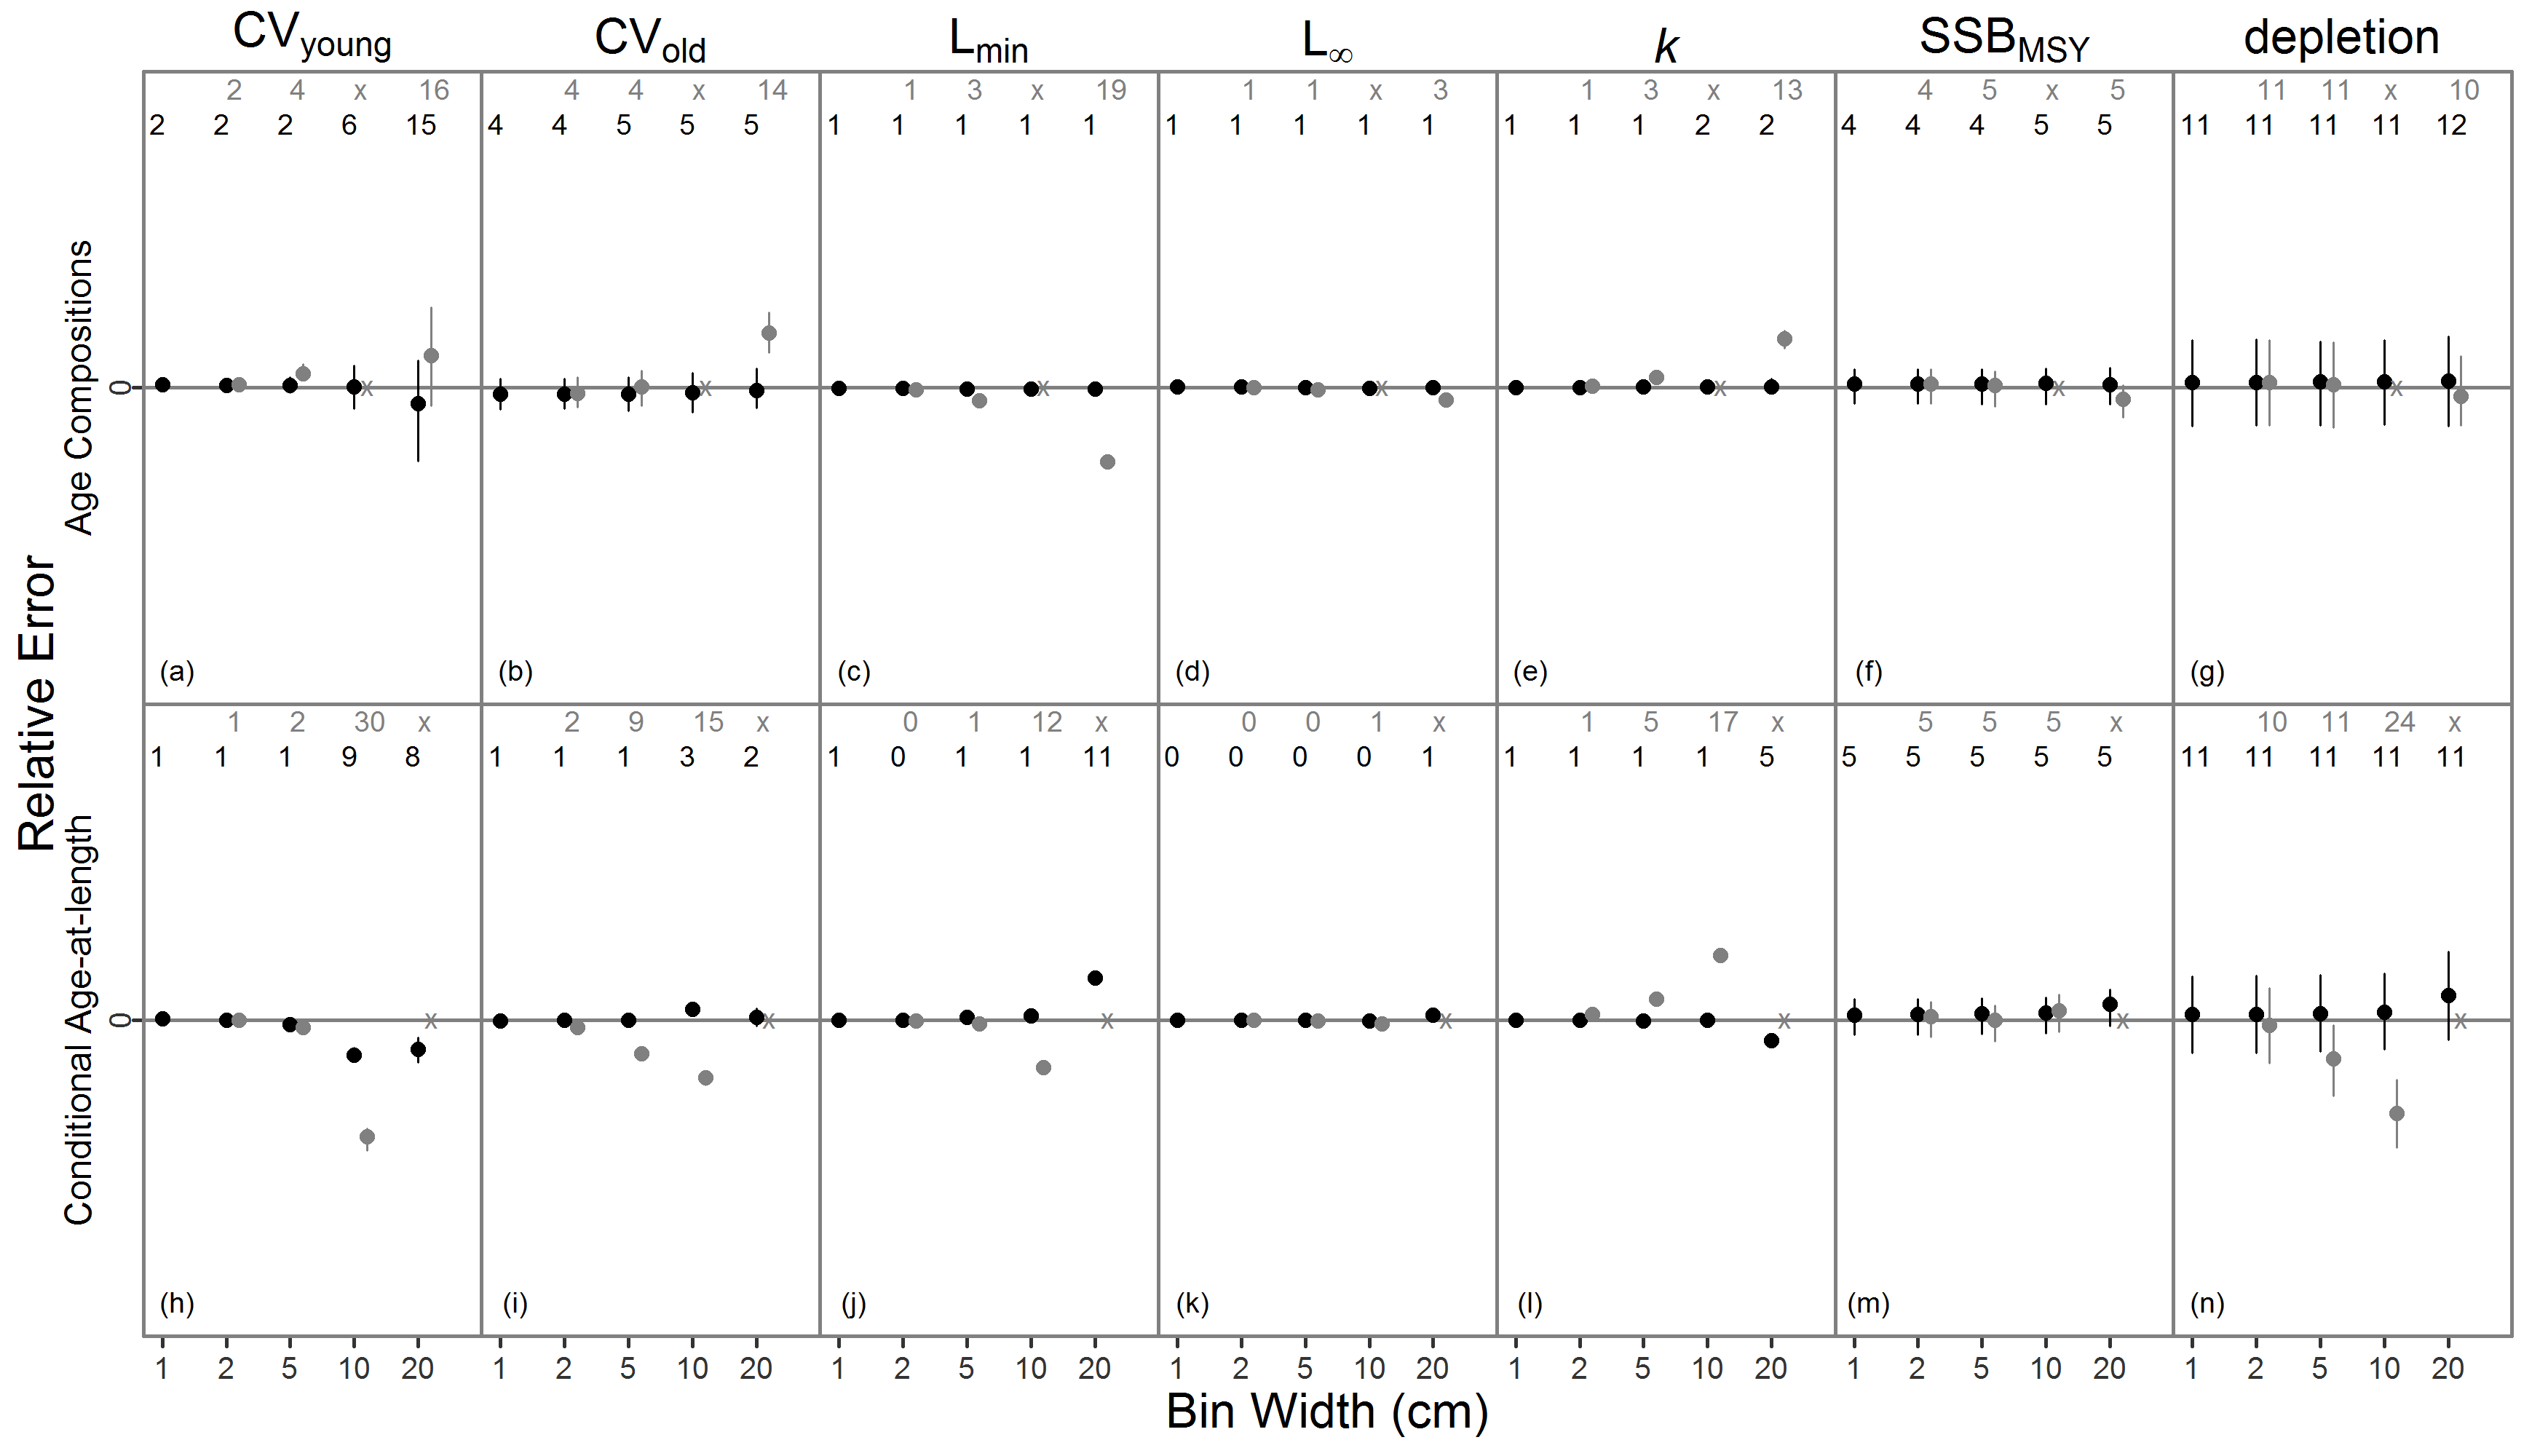 CVyoung CVold Lmin L∞ k SSBMSY depletion
2 4 x 16 4 4 x 14 1 3 x 19 1 1 x 3 1 3 x 13 4 5 x 5 11 11 x 10
2 2 2 6 15 4 4 5 5 5 1 1 1 1 1 1 1 1 1 1 1 1 1 2 2 4 4 4 5 5 11 11 11 11 12
Age Compositions
0
x x x x x x x
(a) (b) (c) (d) (e) (f) (g)
Relative Error
1 2 30 x 2 9 15 x 0 1 12 x 0 0 1 x 1 5 17 x 5 5 5 x 10 11 24 x
1 1 1 9 8 1 1 1 3 2 1 0 1 1 11 0 0 0 0 1 1 1 1 1 5 5 5 5 5 5 11 11 11 11 11
Conditional Age-at-length
0
x x x x x x x
(h) (i) (j) (k) (l) (m) (n)
1 2 5 10 20 1 2 5 10 20 1 2 5 10 20 1 2 5 10 20 1 2 5 10 20 1 2 5 10 20 1 2 5 10 20
Bin Width (cm)